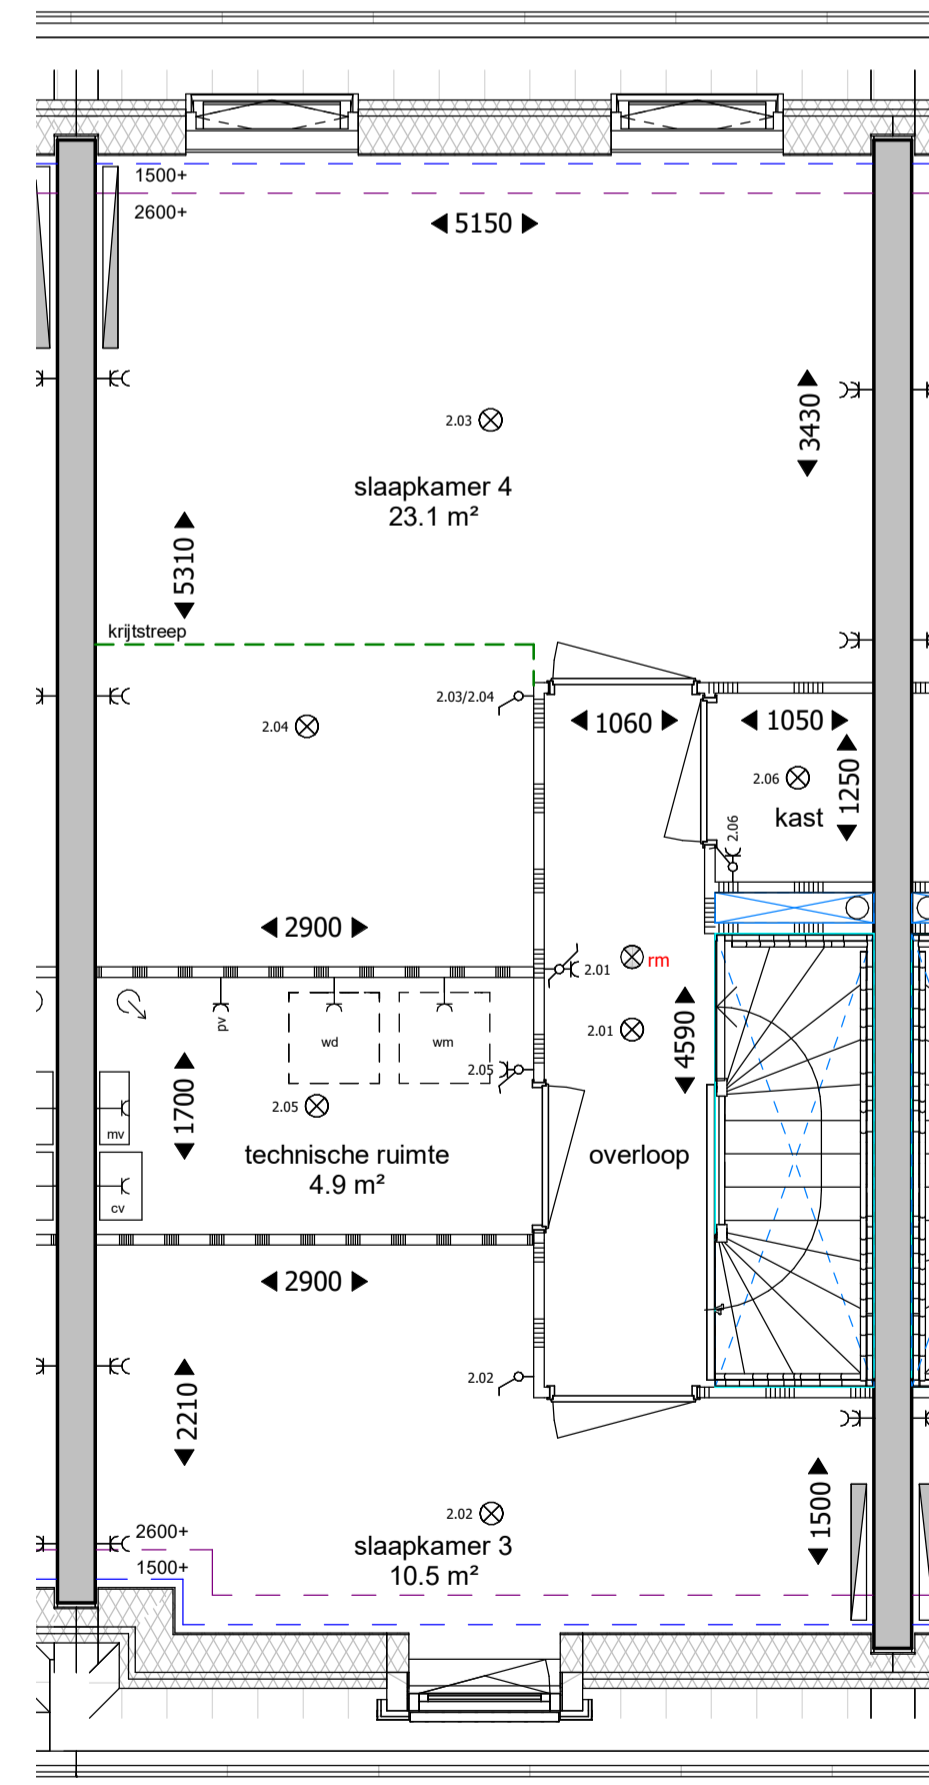 1500+
2600+
5150
3430
2.03
slaapkamer 4
23.1 m²
5310
krijtstreep
2.03/2.04
2.04
1060
1050
2.06
1250
kast
2.06
2900
2.01
rm
2.01
4590
pv
wd
wm
2.05
1700
2.05
mv
technische ruimte
4.9 m²
overloop
cv
2900
2.02
2210
1500
2.02
2600+
slaapkamer 3
1500+
10.5 m²